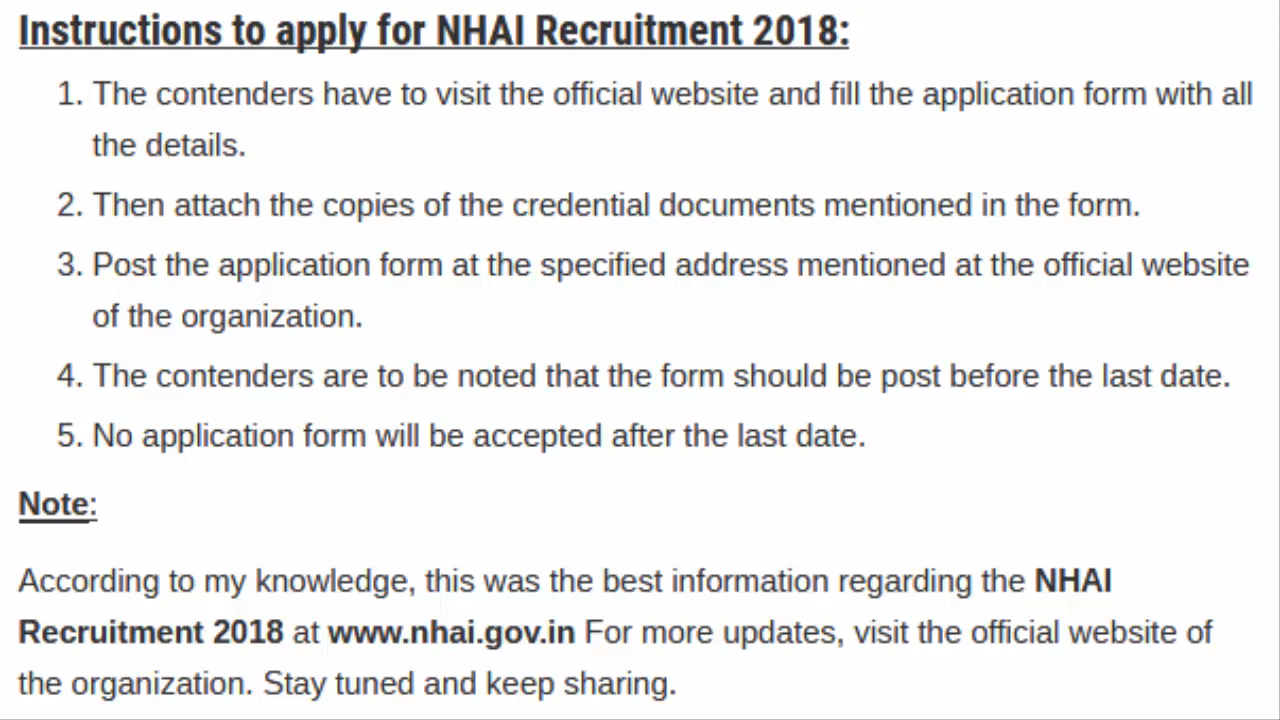 Instructions to apply for NHAI Recruitment 2018:
1. The contenders have to visit the official website and fill the application form with all
the details.
2. Then attach the copies of the credential documents mentioned in the form.
3. Post the application form at the specified address mentioned at the official website
of the organization.
4. The contenders are to be noted that the form should be post before the last date.
5. No application form will be accepted after the last date.
Note:
According to my knowledge, this was the best information regarding the NHAI
Recruitment 2018 at www.nhai.gov.in For more updates, visit the official website of
the organization. Stay tuned and keep sharing.